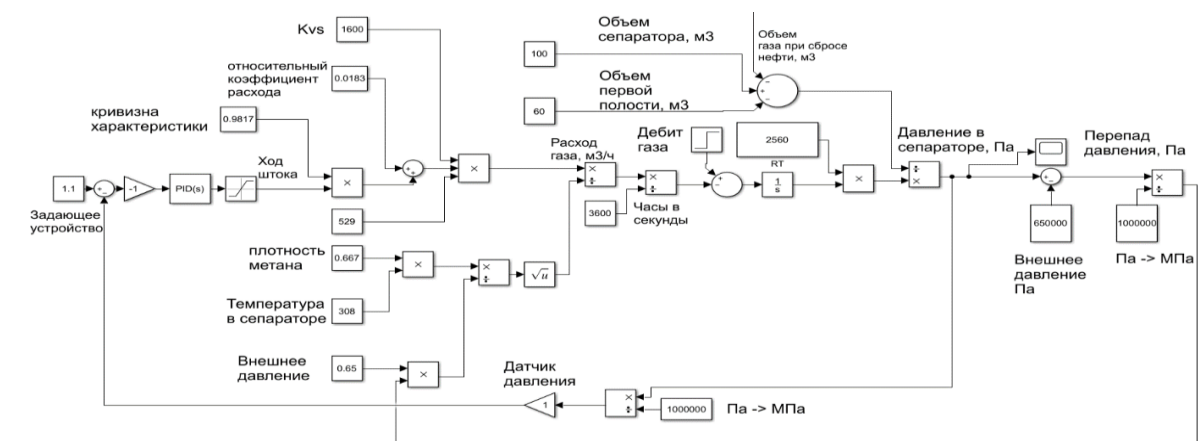 Kvs
1600
относительный
коэффициент
расхода
0.0183
кривизна
характеристики
0.9817
Объем
сепаратора, м3
100
Объем
первой
полости, м3
60
Объем
газа при сбросе
нефти, м3
Дебит
газа
2560
RT
Давление в
сепараторе, Па
Перепад
давления, Па
Расход
газа, м3/ч
Ход
штока
1.1
-1
PID(s)
Задающее
устройство
529
3600
Часы в
секунды
1
s
650000
1000000
Внешнее
давление
Па
Па -> МПа
плотность
метана
0.667
√u
Температура
в сепараторе
308
Внешнее
давление
0.65
Датчик
давления
1
1000000
Па -> МПа